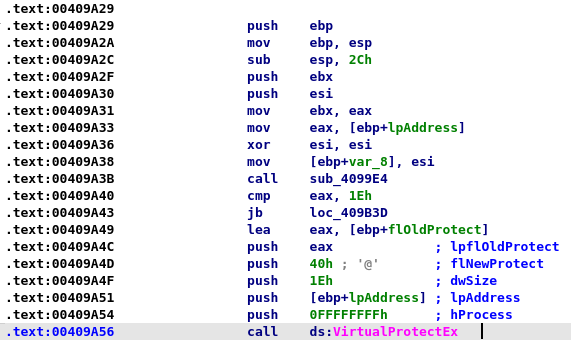 .text:00409A29
.text:00409A29 push ebp
.text:00409A2A mov ebp, esp
.text:00409A2C sub esp, 2Ch
.text:00409A2F push ebx
.text:00409A30 push esi
.text:00409A31 mov ebx, eax
.text:00409A33 mov eax, [ebp+lpAddress]
.text:00409A36 xor esi, esi
.text:00409A38 mov [ebp+var_8], esi
.text:00409A3B call sub_4099E4
.text:00409A40 cmp eax, 1Eh
.text:00409A43 jb loc_409B3D
.text:00409A49 lea eax, [ebp+flOldProtect]
.text:00409A4C push eax ; lpflOldProtect
.text:00409A4D push 40h ; '@' ; flNewProtect
.text:00409A4F push 1Eh ; dwSize
.text:00409A51 push [ebp+lpAddress] ; lpAddress
.text:00409A54 push 0FFFFFFFFh ; hProcess
.text:00409A56 call ds:VirtualProtectEx